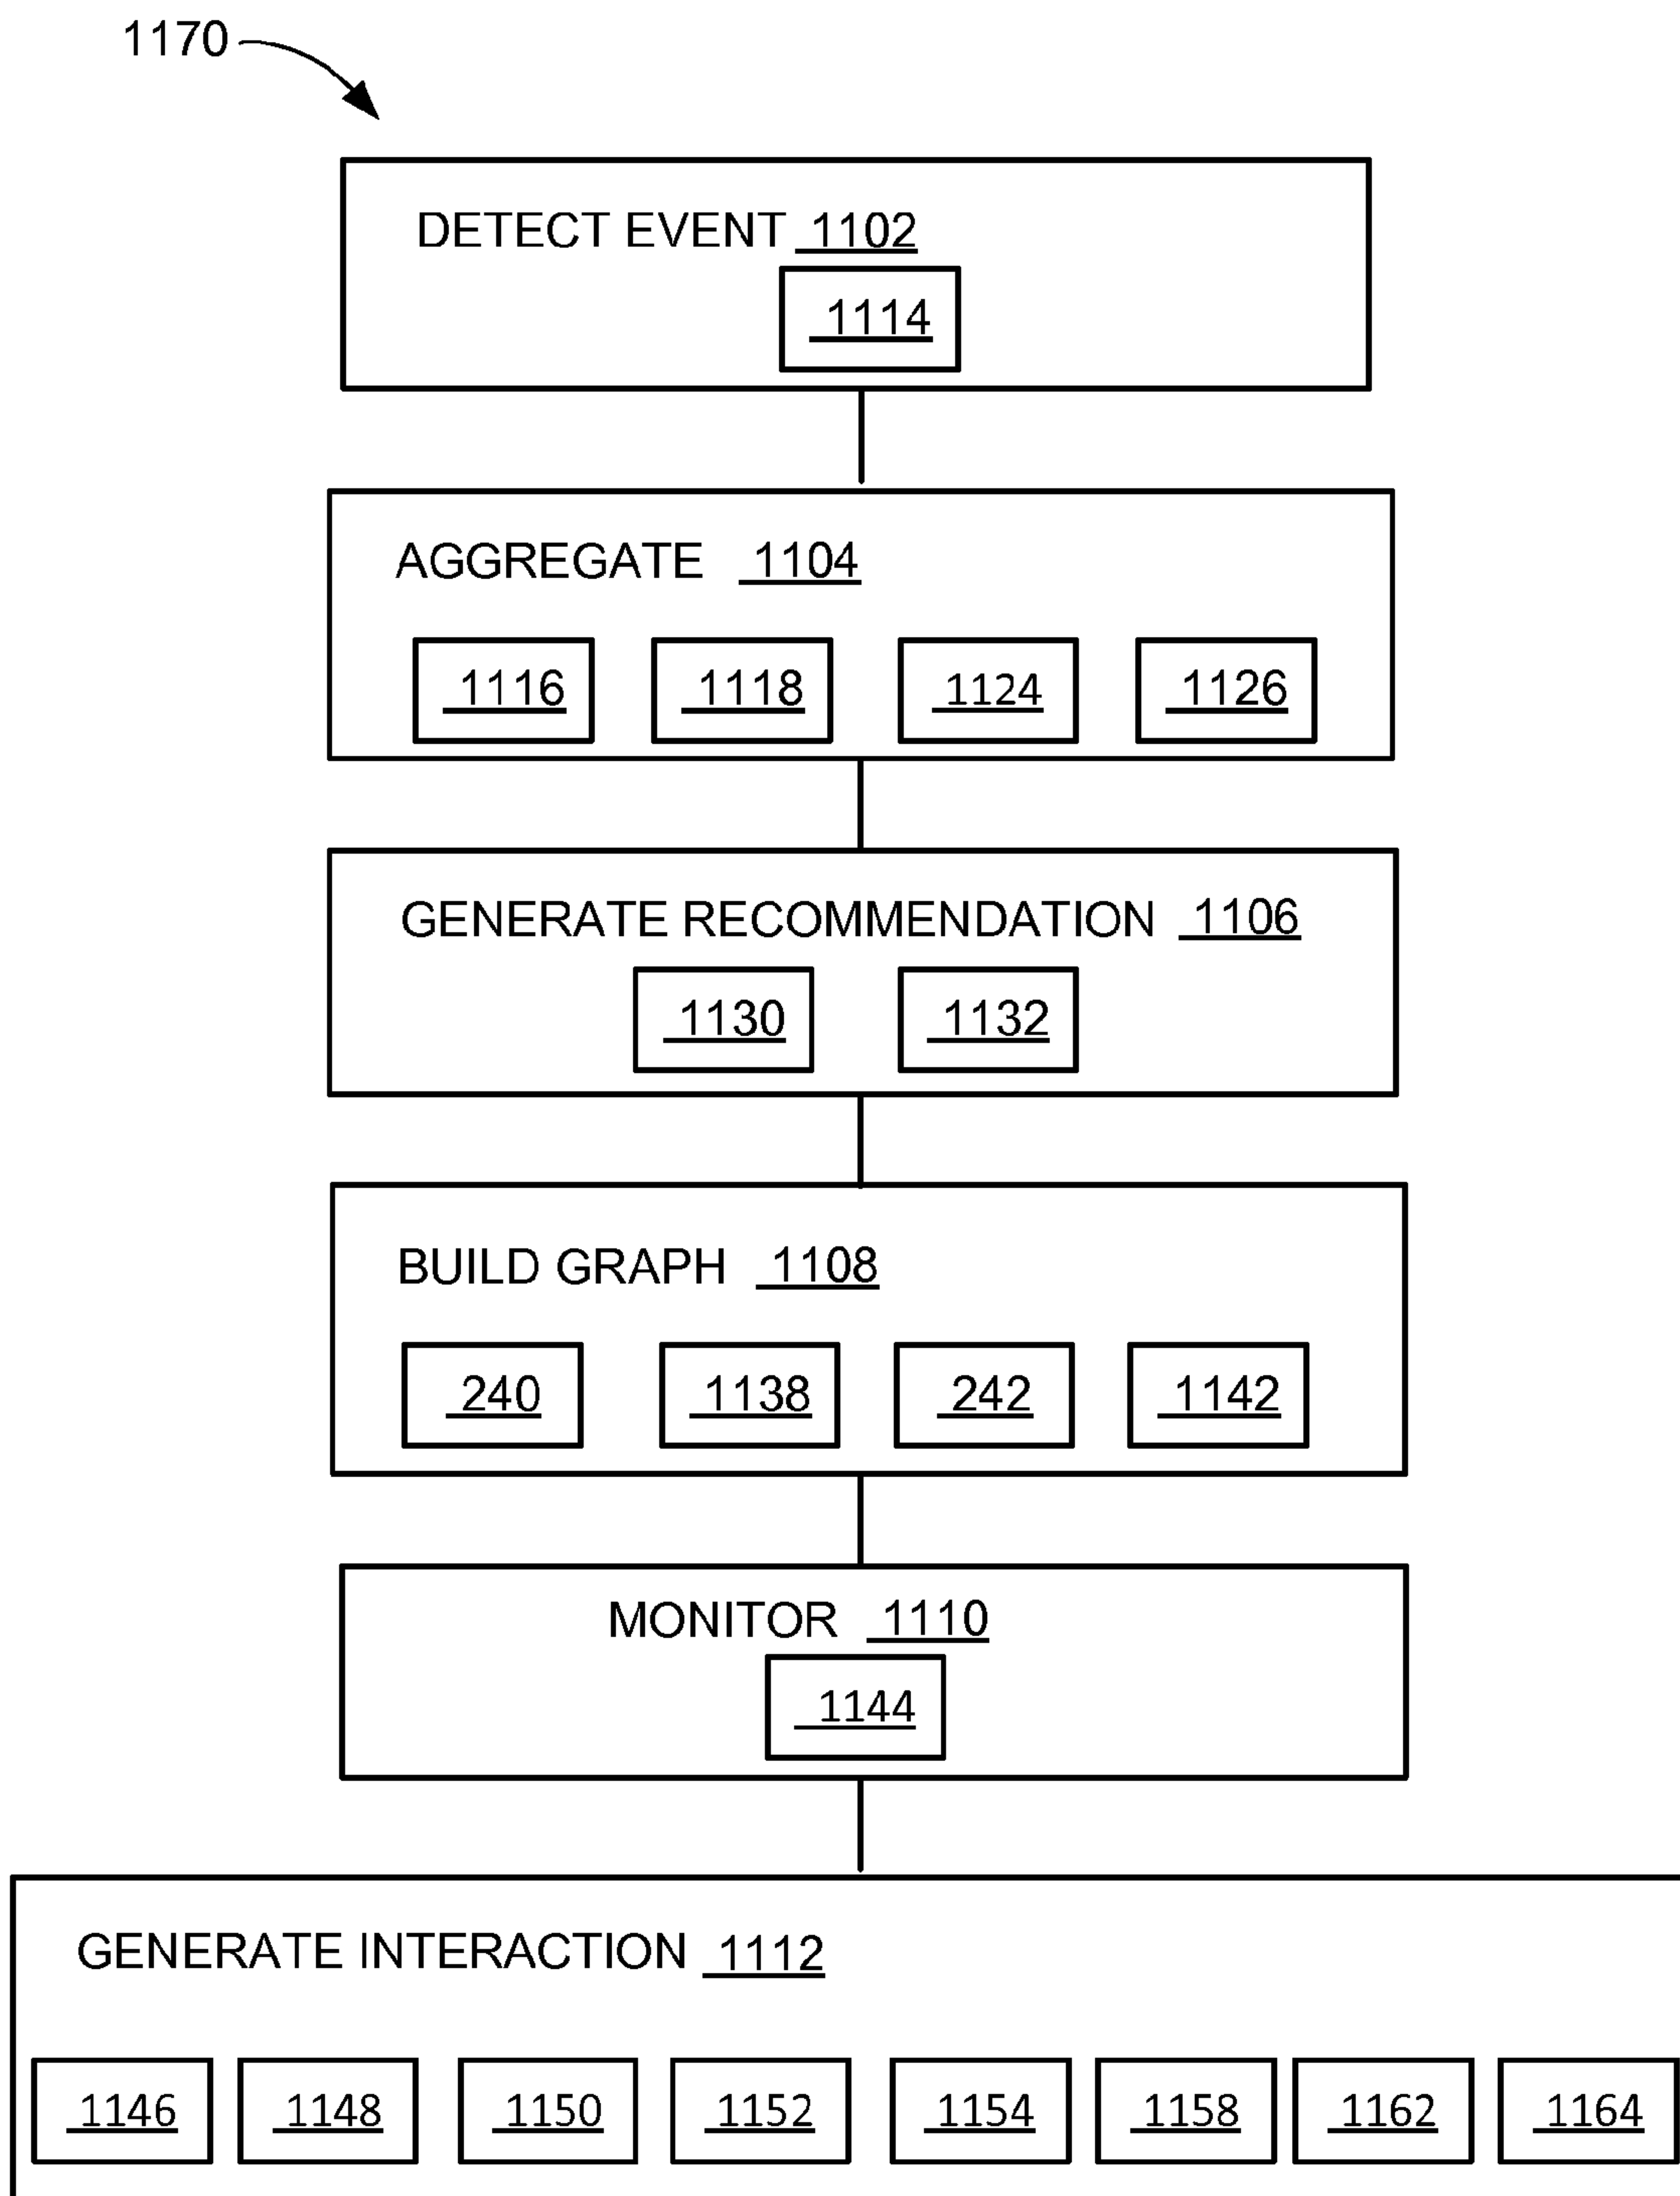 1170
DETECT EVENT 1102
1114
AGGREGATE 1104
1116 1118 1124 1126
GENERATE RECOMMENDATION 1106
1130 1132
BUILD GRAPH 1108
240 1138 242 1142
MONITOR 1110
1144
GENERATE INTERACTION 1112
1146 1148 1150 1152 1154 1158 1162 1164